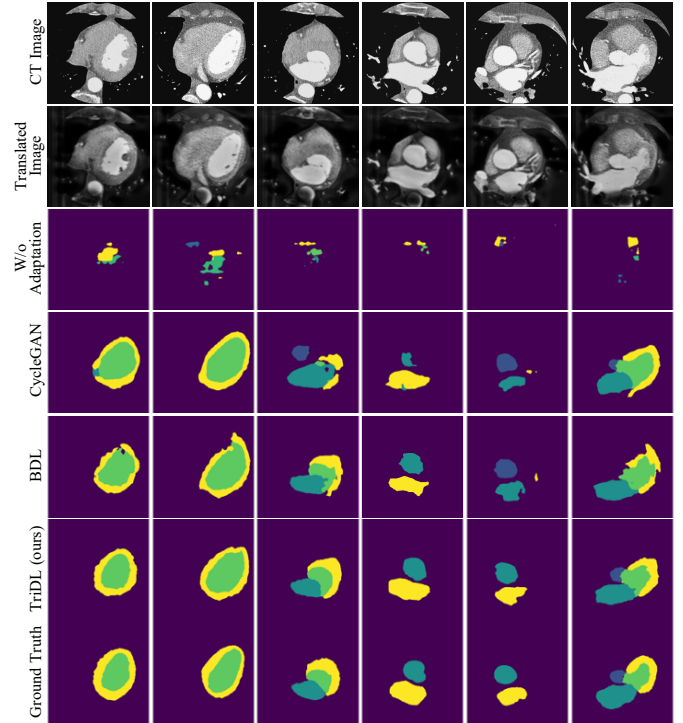 CT Image
Translated
Image
W/o
Adaptation
CycleGAN
BDL
TriDL (ours)
Ground Truth